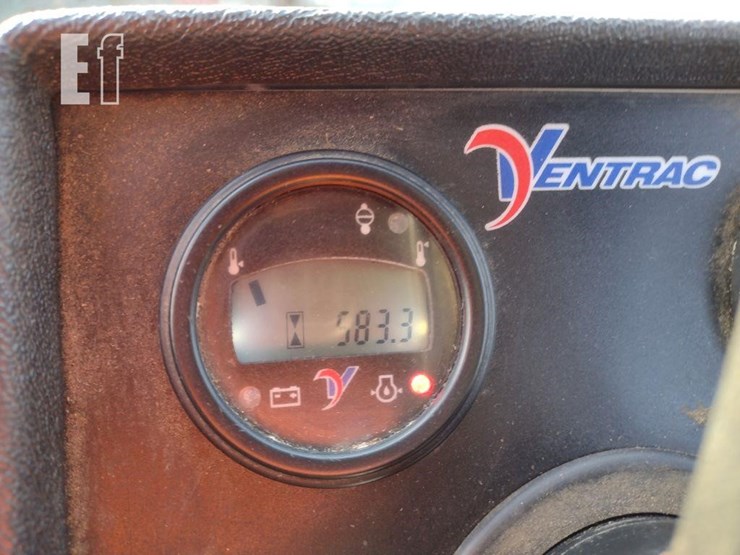 Ef
VENTRAC
583.3